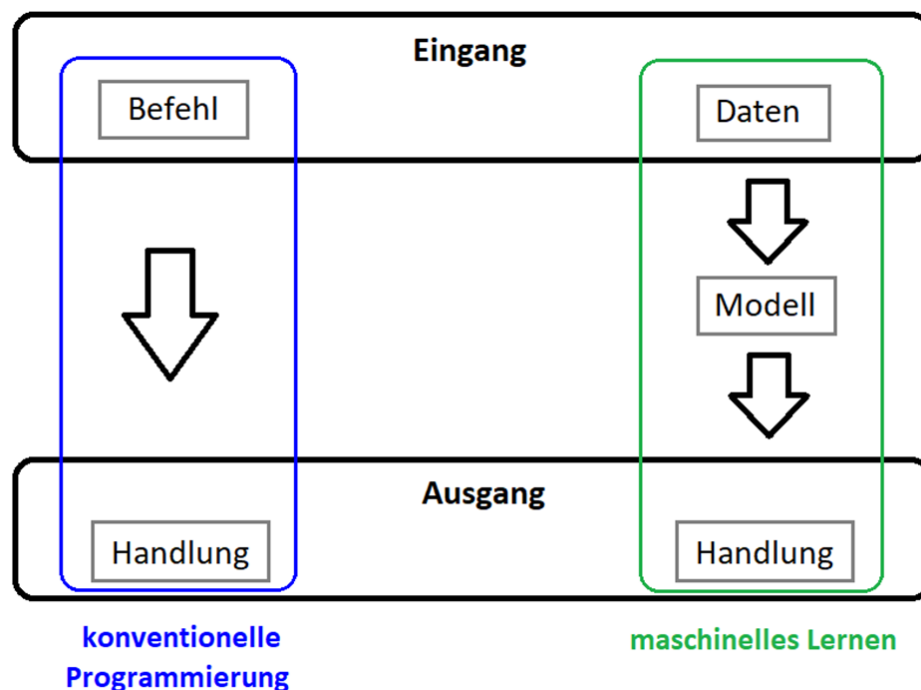 Eingang
Befehl
Daten
Modell
Ausgang
Handlung
Handlung
konventionelle
Programmierung
maschinelles Lernen